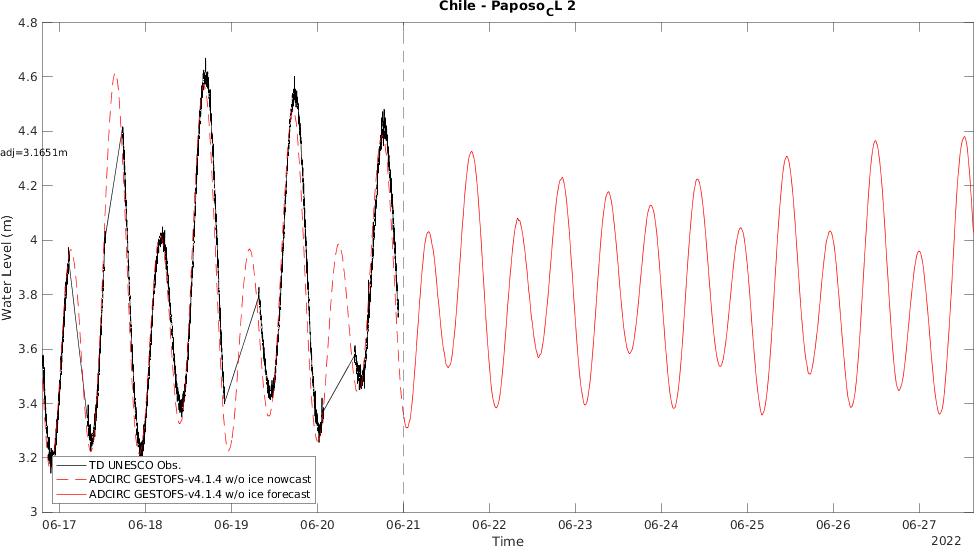 Chile - Paposo_CL 2
4.8
4.6
4.4
adj=3.1651m
4.2
4
3.8
3.6
3.4
3.2
3
Water Level (m)
TD UNESCO Obs.
ADCIRC GESTOFS-v4.1.4 w/o ice nowcast
ADCIRC GESTOFS-v4.1.4 w/o ice forecast
06-17 06-18 06-19 06-20 06-21 06-22 06-23 06-24 06-25 06-26 06-27
Time
2022